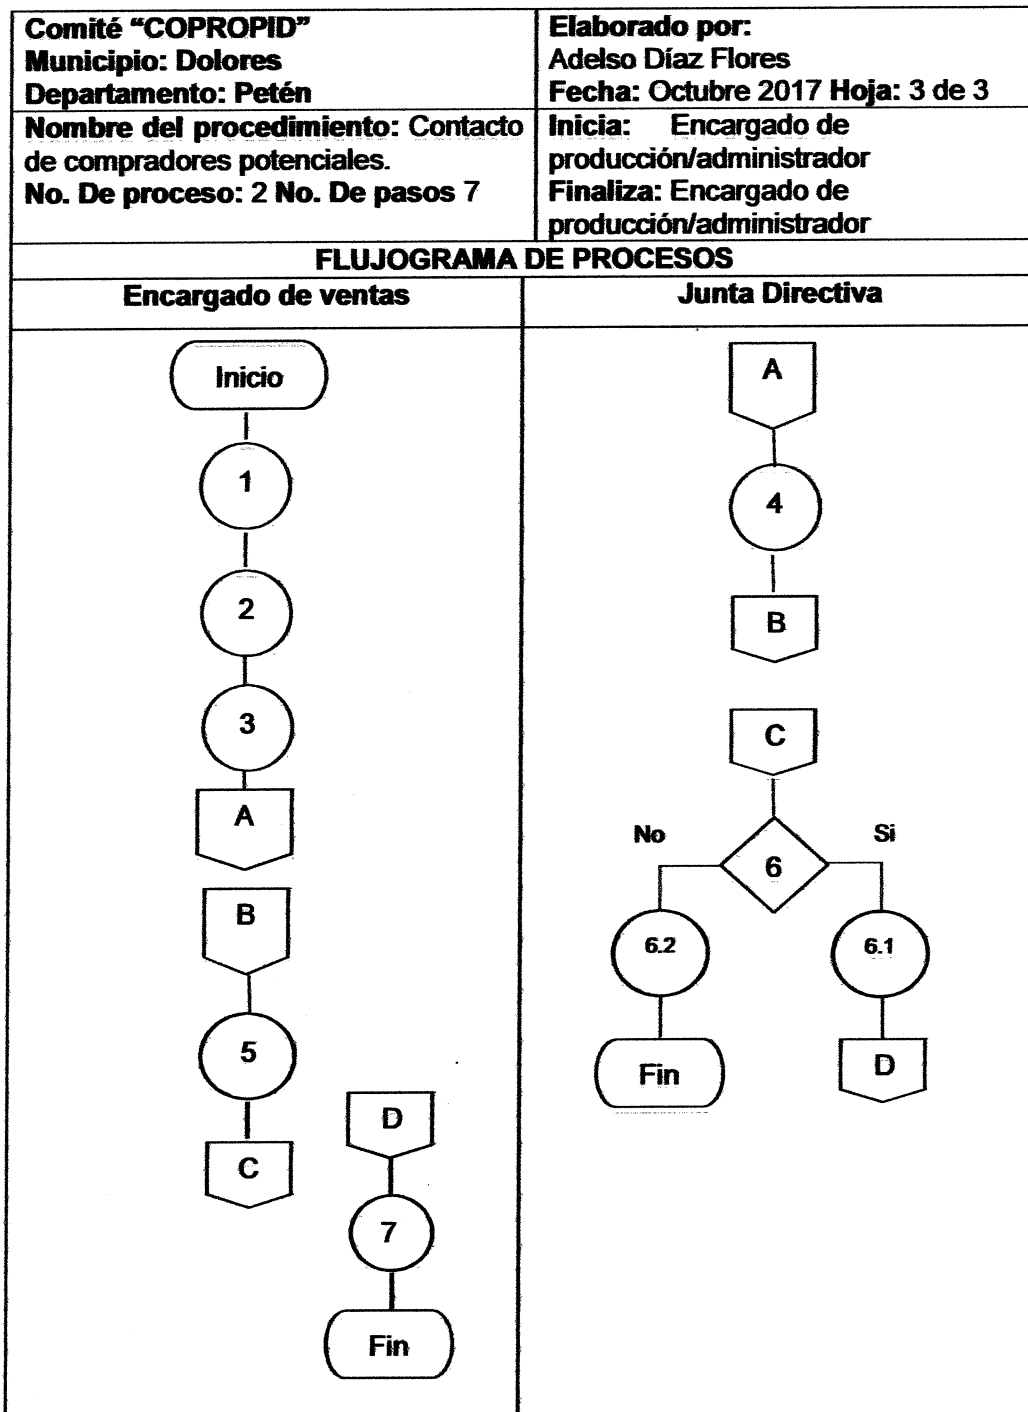 Comité “COPROPID”
Municipio: Dolores
Departamento: Petén
Elaborado por:
Adelso Díaz Flores
Fecha: Octubre 2017 Hoja: 3 de 3
Nombre del procedimiento: Contacto
de compradores potenciales.
No. De proceso: 2 No. De pasos 7
Inicia: Encargado de
producción/administrador
Finaliza: Encargado de
producción/administrador
FLUJOGRAMA DE PROCESOS
Encargado de ventas
Inicio
1
2
3
A
B
5
C
D
7
Fin
Junta Directiva
A
4
B
C
No
Si
6
6.2
6.1
Fin
D